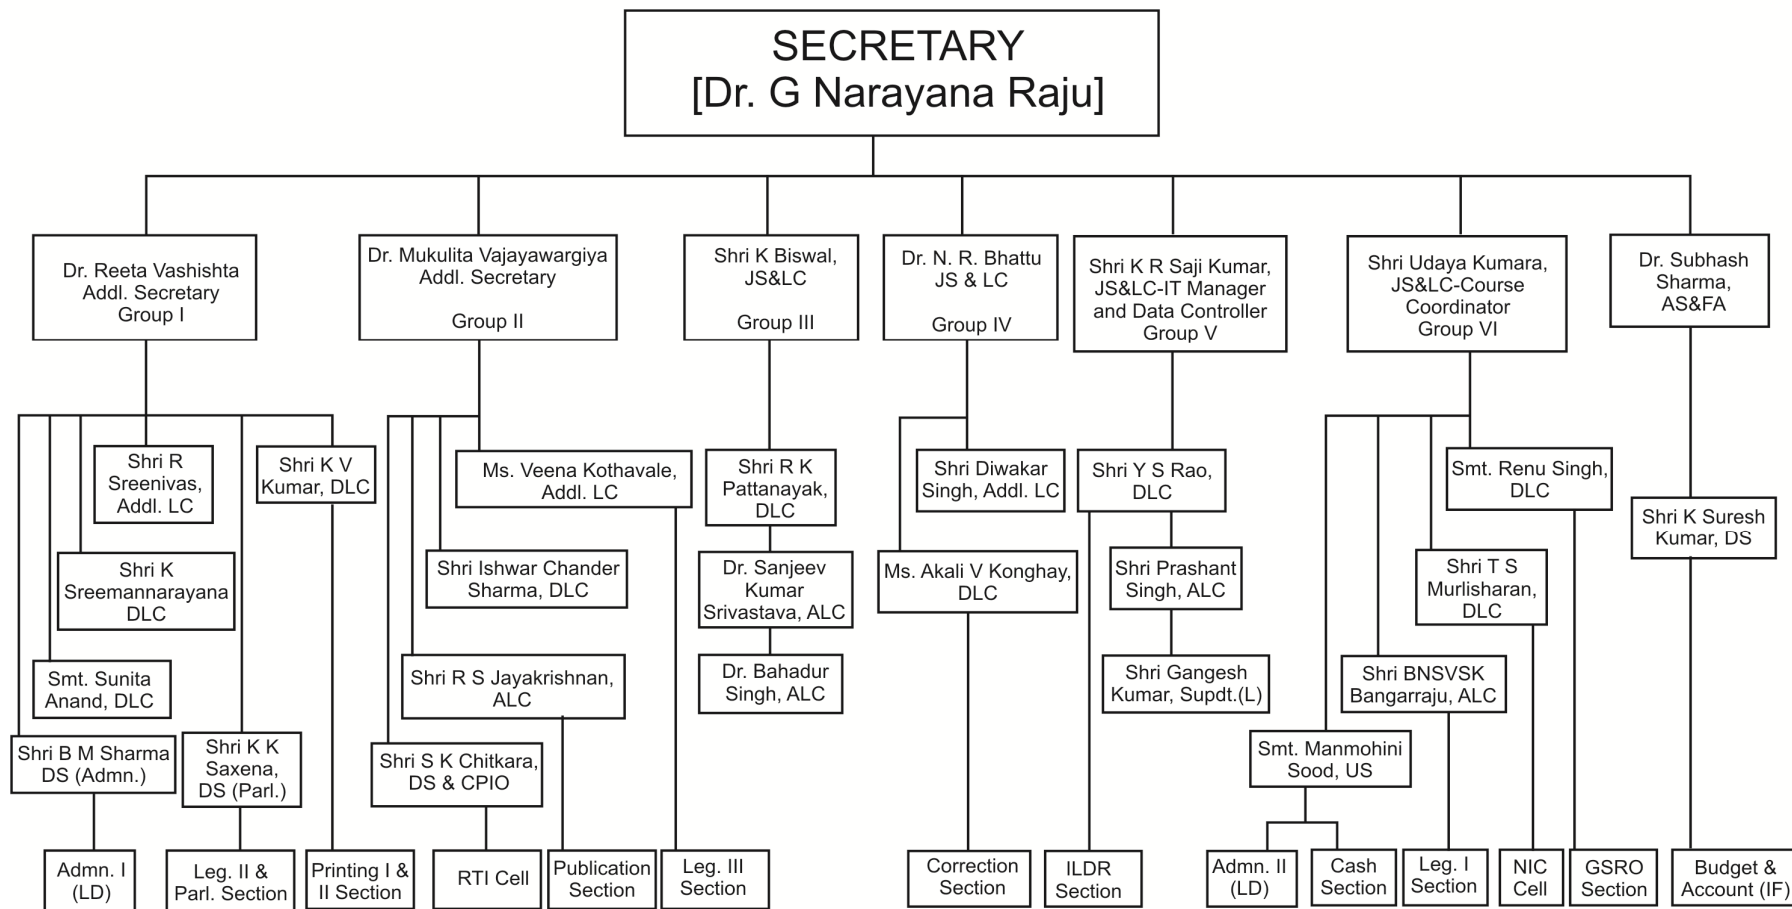 SECRETARY
[Dr. G Narayana Raju]
Dr. Reeta Vashishta
Addl. Secretary
Group I
Dr. Mukulita Vajayawargiya
Addl. Secretary
Group II
Shri K Biswal,
JS&LC
Group III
Dr. N. R. Bhattu
JS & LC
Group IV
Shri K R Saji Kumar,
JS&LC-IT Manager
and Data Controller
Group V
Shri Udaya Kumara,
JS&LC-Course
Coordinator
Group VI
Dr. Subhash
Sharma,
AS&FA
Shri R
Sreenivas,
Addl. LC
Shri K V
Kumar, DLC
Shri K
Sreemannarayana
DLC
Smt. Sunita
Anand, DLC
Shri B M Sharma
DS (Admn.)
Shri K K
Saxena,
DS (Parl.)
Ms. Veena Kothavale,
Addl. LC
Shri Ishwar Chander
Sharma, DLC
Shri R S Jayakrishnan,
ALC
Shri S K Chitkara,
DS & CPIO
Shri R K
Pattanayak,
DLC
Dr. Sanjeev
Kumar
Srivastava, ALC
Dr. Bahadur
Singh, ALC
Shri Diwakar
Singh, Addl. LC
Ms. Akali V Konghay,
DLC
Shri Y S Rao,
DLC
Shri Prashant
Singh, ALC
Shri Gangesh
Kumar, Supdt.(L)
Smt. Renu Singh,
DLC
Shri T S
Murlisharan,
DLC
Shri BNSVSK
Bangarraju, ALC
Smt. Manmohini
Sood, US
Shri K Suresh
Kumar, DS
Admn. I
(LD)
Leg. II &
Parl. Section
Printing I &
II Section
RTI Cell
Publication
Section
Leg. III
Section
Correction
Section
ILDR
Section
Admn. II
(LD)
Cash
Section
Leg. I
Section
NIC
Cell
GSRO
Section
Budget &
Account (IF)